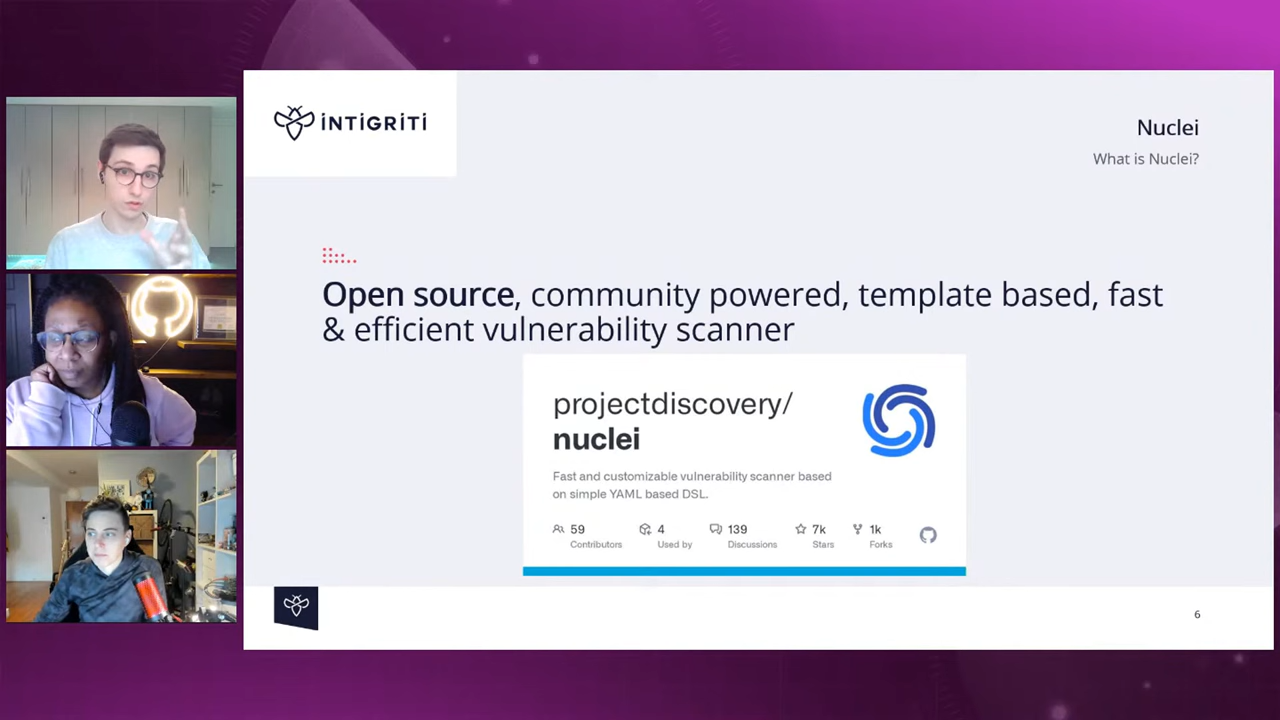 INTIGRITI
Nuclei
What is Nuclei?
Open source, community powered, template based, fast
& efficient vulnerability scanner
projectdiscovery/
nuclei
Fast and customizable vulnerability scanner based
on simple YAML based DSL.
59
Contributors
4
Used by
139
Discussions
7k
Stars
1k
Forks
6